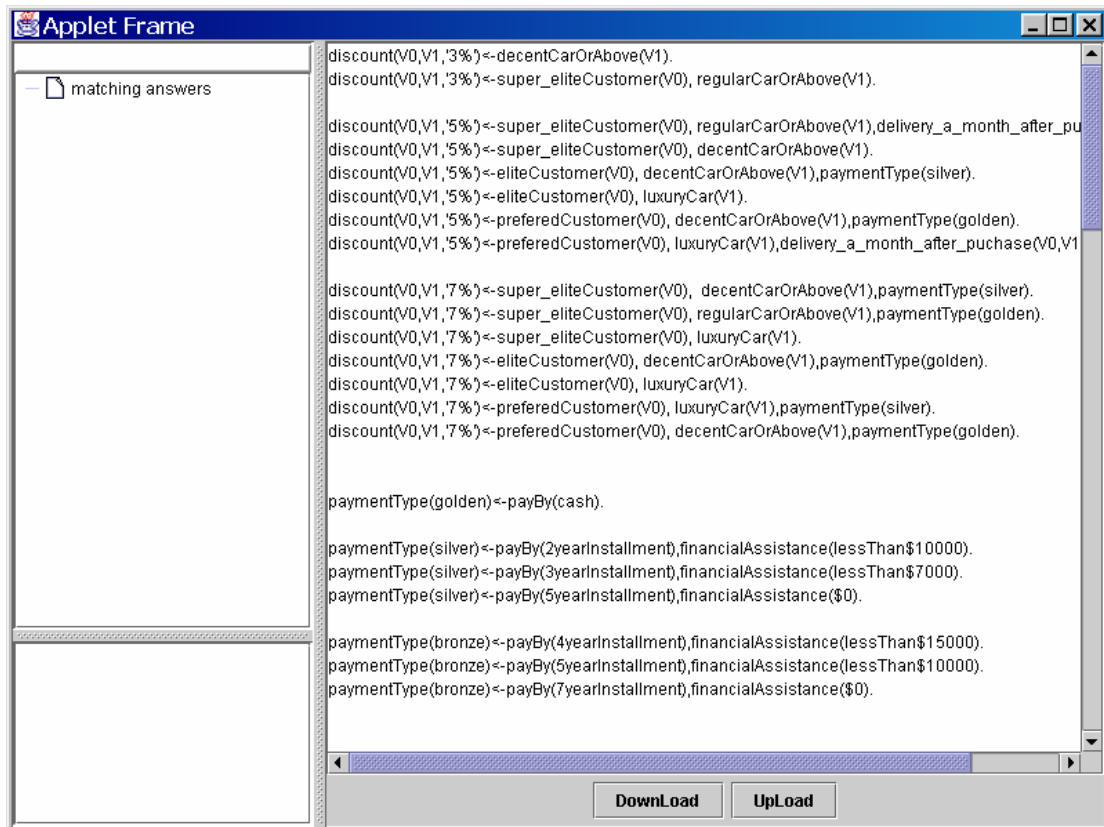 Applet Frame
matching answers
discount(V0,V1,'3%')<-decentCarOrAbove(V1).
discount(V0,V1,'3%')<-super_eliteCustomer(V0), regularCarOrAbove(V1).
discount(V0,V1,'5%')<-super_eliteCustomer(V0), regularCarOrAbove(V1),delivery_a_month_after_pu
discount(V0,V1,'5%')<-super_eliteCustomer(V0), decentCarOrAbove(V1).
discount(V0,V1,'5%')<-eliteCustomer(V0), decentCarOrAbove(V1),paymentType(silver).
discount(V0,V1,'5%')<-eliteCustomer(V0), luxuryCar(V1).
discount(V0,V1,'5%')<-preferedCustomer(V0), decentCarOrAbove(V1),paymentType(golden).
discount(V0,V1,'5%')<-preferedCustomer(V0), luxuryCar(V1),delivery_a_month_after_puchase(V0,V1
discount(V0,V1,'7%')<-super_eliteCustomer(V0),  decentCarOrAbove(V1),paymentType(silver).
discount(V0,V1,'7%')<-super_eliteCustomer(V0), regularCarOrAbove(V1),paymentType(golden).
discount(V0,V1,'7%')<-super_eliteCustomer(V0), luxuryCar(V1).
discount(V0,V1,'7%')<-eliteCustomer(V0), decentCarOrAbove(V1),paymentType(golden).
discount(V0,V1,'7%')<-eliteCustomer(V0), luxuryCar(V1).
discount(V0,V1,'7%')<-preferedCustomer(V0), luxuryCar(V1),paymentType(silver).
discount(V0,V1,'7%')<-preferedCustomer(V0), decentCarOrAbove(V1),paymentType(golden).
paymentType(golden)<-payBy(cash).
paymentType(silver)<-payBy(2yearInstallment),financialAssistance(lessThan$10000).
paymentType(silver)<-payBy(3yearInstallment),financialAssistance(lessThan$7000).
paymentType(silver)<-payBy(5yearInstallment),financialAssistance($0).
paymentType(bronze)<-payBy(4yearInstallment),financialAssistance(lessThan$15000).
paymentType(bronze)<-payBy(5yearInstallment),financialAssistance(lessThan$10000).
paymentType(bronze)<-payBy(7yearInstallment),financialAssistance($0).
DownLoad UpLoad